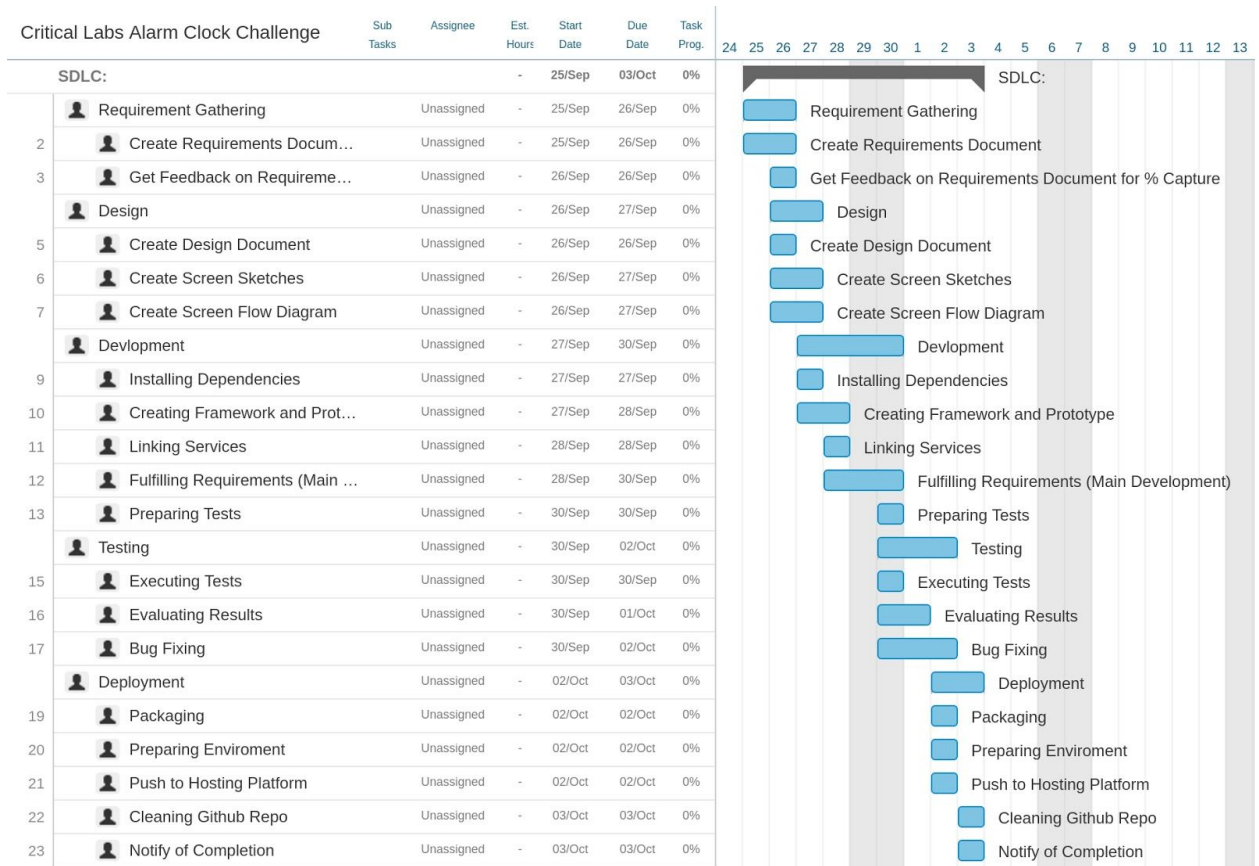 Critical Labs Alarm Clock Challenge Sub Tasks Assignee Est. Hours Start Date Due Date Task Prog. 24 25 26 27 28 29 30 1 2 3 4 5 6 7 8 9 10 11 12 13
SDLC: - 25/Sep 03/Oct 0% SDLC:
Requirement Gathering Unassigned - 25/Sep 26/Sep 0% Requirement Gathering
2 Create Requirements Docum... Unassigned - 25/Sep 26/Sep 0% Create Requirements Document
3 Get Feedback on Requireme... Unassigned - 26/Sep 26/Sep 0% Get Feedback on Requirements Document for % Capture
Design Unassigned - 26/Sep 27/Sep 0% Design
5 Create Design Document Unassigned - 26/Sep 26/Sep 0% Create Design Document
6 Create Screen Sketches Unassigned - 26/Sep 27/Sep 0% Create Screen Sketches
7 Create Screen Flow Diagram Unassigned - 26/Sep 27/Sep 0% Create Screen Flow Diagram
Devlopment Unassigned - 27/Sep 30/Sep 0% Devlopment
9 Installing Dependencies Unassigned - 27/Sep 27/Sep 0% Installing Dependencies
10 Creating Framework and Prot... Unassigned - 27/Sep 28/Sep 0% Creating Framework and Prototype
11 Linking Services Unassigned - 28/Sep 28/Sep 0% Linking Services
12 Fulfilling Requirements (Main ... Unassigned - 28/Sep 30/Sep 0% Fulfilling Requirements (Main Development)
13 Preparing Tests Unassigned - 30/Sep 30/Sep 0% Preparing Tests
Testing Unassigned - 30/Sep 02/Oct 0% Testing
15 Executing Tests Unassigned - 30/Sep 30/Sep 0% Executing Tests
16 Evaluating Results Unassigned - 30/Sep 01/Oct 0% Evaluating Results
17 Bug Fixing Unassigned - 30/Sep 02/Oct 0% Bug Fixing
Deployment Unassigned - 02/Oct 03/Oct 0% Deployment
19 Packaging Unassigned - 02/Oct 02/Oct 0% Packaging
20 Preparing Enviroment Unassigned - 02/Oct 02/Oct 0% Preparing Enviroment
21 Push to Hosting Platform Unassigned - 02/Oct 02/Oct 0% Push to Hosting Platform
22 Cleaning Github Repo Unassigned - 03/Oct 03/Oct 0% Cleaning Github Repo
23 Notify of Completion Unassigned - 03/Oct 03/Oct 0% Notify of Completion